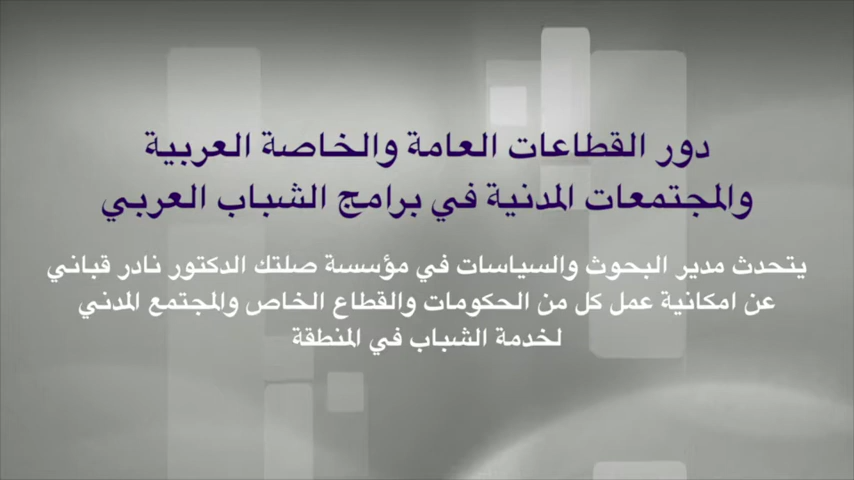 دور القطاعات العامة والخاصة العربية
والمجتمعات المدنية في برامج الشباب العربي
يتحدث مدير البحوث والسياسات في مؤسسة صلتك الدكتور نادر قباني
عن امكانية عمل كل من الحكومات والقطاع الخاص والمجتمع المدني
لخدمة الشباب في المنطقة